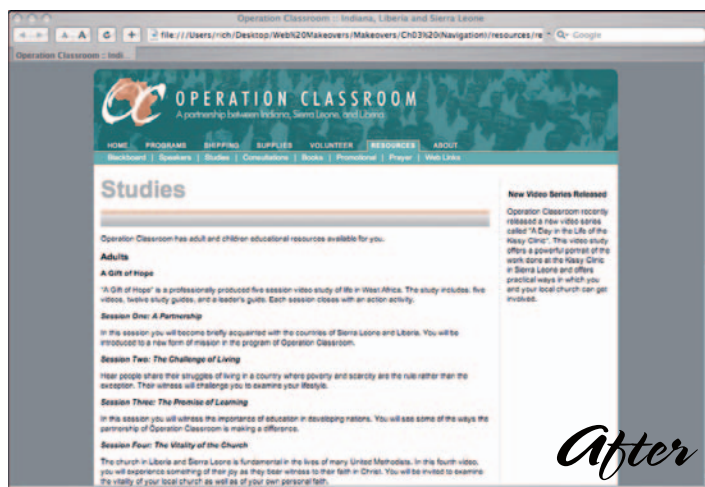 Operation Classroom :: Indiana, Liberia and Sierra Leone
A A C + file:///Users/rich/Desktop/Web%20Makeovers/Makeovers/Ch03%20(Navigation)/resources/re Q- Google
Operation Classroom :: Indi...
OC OPERATION CLASSROOM
A partnership between Indiana, Sierra Leone, and Liberia
HOME PROGRAMS SHIPPING SUPPLIES VOLUNTEER RESOURCES ABOUT
Blackboard | Speakers | Studies | Consultations | Books | Promotional | Prayer | Web Links
Studies
Operation Classroom has adult and children educational resources available for you.
Adults
A Gift of Hope
"A Gift of Hope" is a professionally produced five session video study of life in West Africa. The study includes: five
videos, twelve study guides, and a leader's guide. Each session closes with an action activity.
Session One: A Partnership
In this session you will become briefly acquainted with the countries of Sierra Leone and Liberia. You will be
introduced to a new form of mission in the program of Operation Classroom.
Session Two: The Challenge of Living
Hear people share their struggles of living in a country where poverty and scarcity are the rule rather than the
exception. Their witness will challenge you to examine your lifestyle.
Session Three: The Promise of Learning
In this session you will witness the importance of education in developing nations. You will see some of the ways the
partnership of Operation Classroom is making a difference.
Session Four: The Vitality of the Church
The church in Liberia and Sierra Leone is fundamental in the lives of many United Methodists. In this fourth video,
you will experience something of their joy as they bear witness to their faith in Christ. You will be invited to examine
the vitality of your local church as well as of your own personal faith.
New Video Series Released
Operation Classroom recently
released a new video series
called "A Day in the Life of the
Kissy Clinic". This video study
offers a powerful portrait of the
work done at the Kissy Clinic
in Sierra Leone and offers
practical ways in which you
and your local church can get
involved.
After